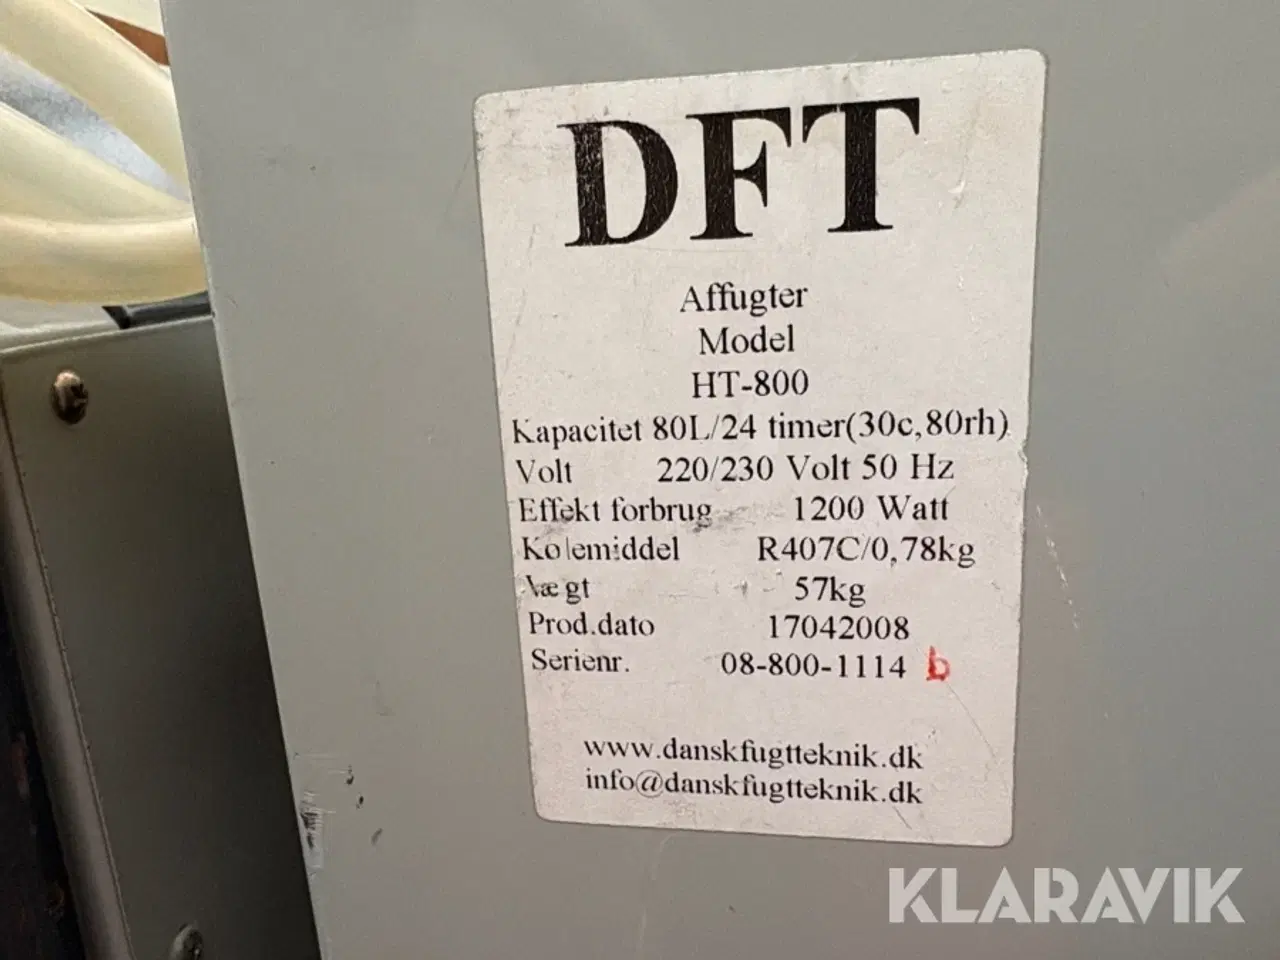 DFT
Affugter
Model
HT-800
Kapacitet 80L/24 timer(30c,80rh)
Volt 220/230 Volt 50 Hz
Effekt forbrug 1200 Watt
Kølemiddel R407C/0,78kg
Vægt 57kg
Prod.dato 17042008
Serienr. 08-800-1114 b
www.danskfugtteknik.dk
info@danskfugtteknik.dk
KLARAVIK